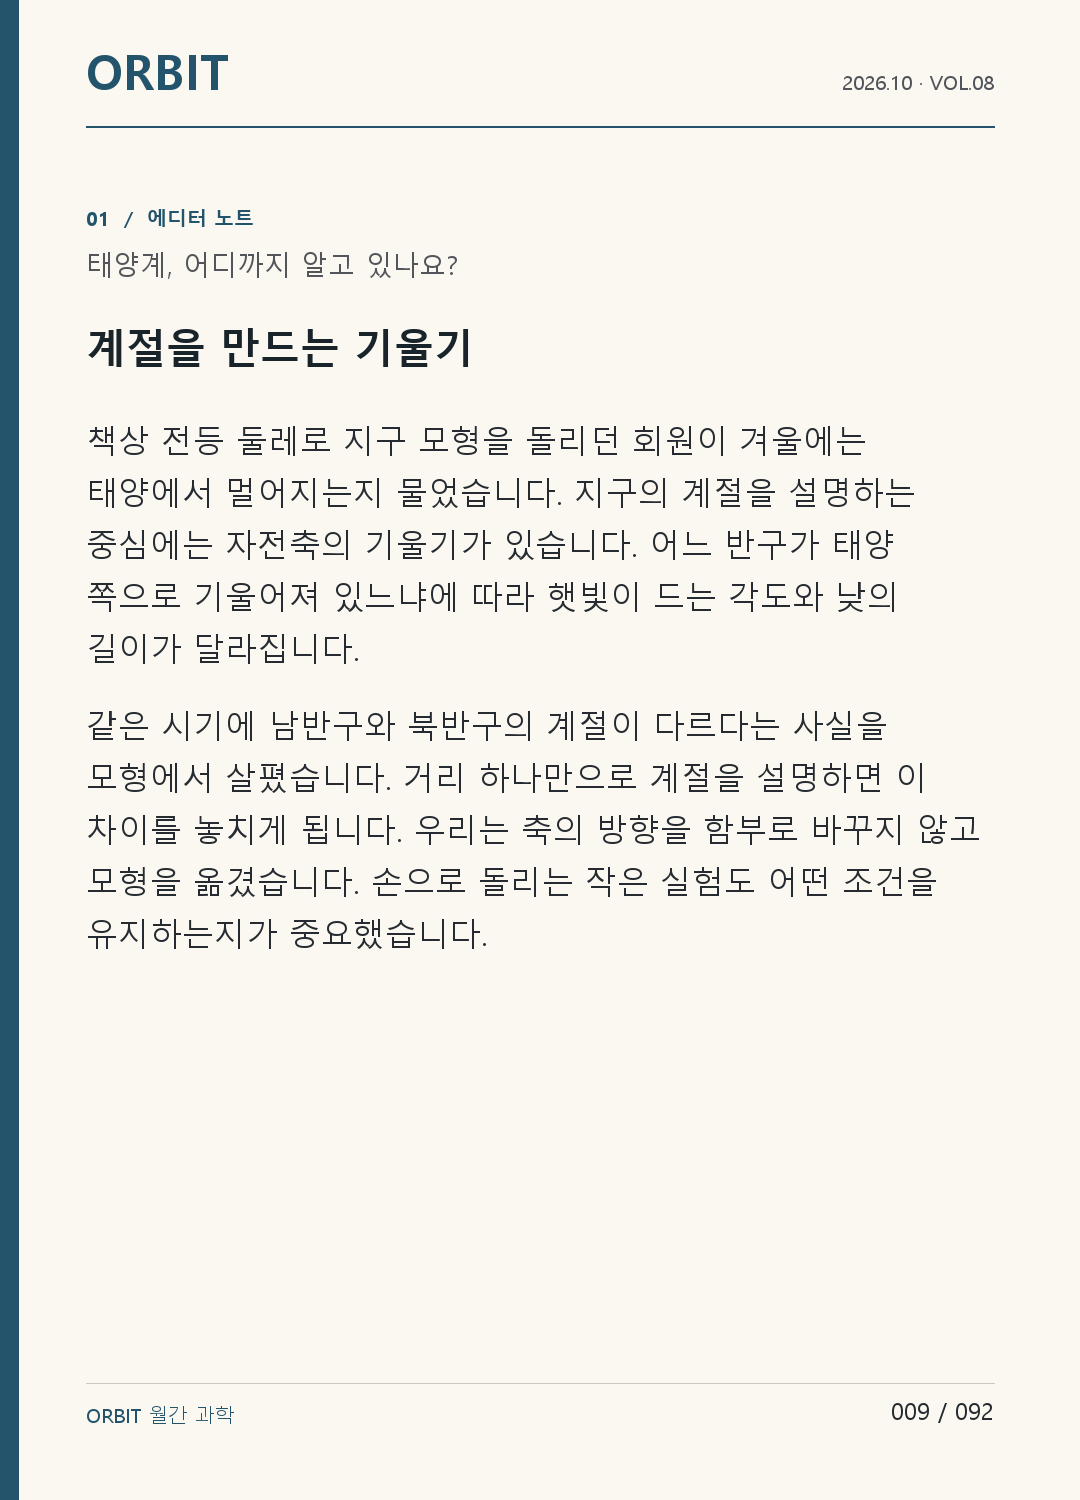 ORBIT
2026.10 · VOL.08
01 / 에디터 노트
태양계, 어디까지 알고 있나요?
계절을 만드는 기울기
책상 전등 둘레로 지구 모형을 돌리던 회원이 겨울에는
태양에서 멀어지는지 물었습니다. 지구의 계절을 설명하는
중심에는 자전축의 기울기가 있습니다. 어느 반구가 태양
쪽으로 기울어져 있느냐에 따라 햇빛이 드는 각도와 낮의
길이가 달라집니다.
같은 시기에 남반구와 북반구의 계절이 다르다는 사실을
모형에서 살폈습니다. 거리 하나만으로 계절을 설명하면 이
차이를 놓치게 됩니다. 우리는 축의 방향을 함부로 바꾸지 않고
모형을 옮겼습니다. 손으로 돌리는 작은 실험도 어떤 조건을
유지하는지가 중요했습니다.
ORBIT 월간 과학
009 / 092